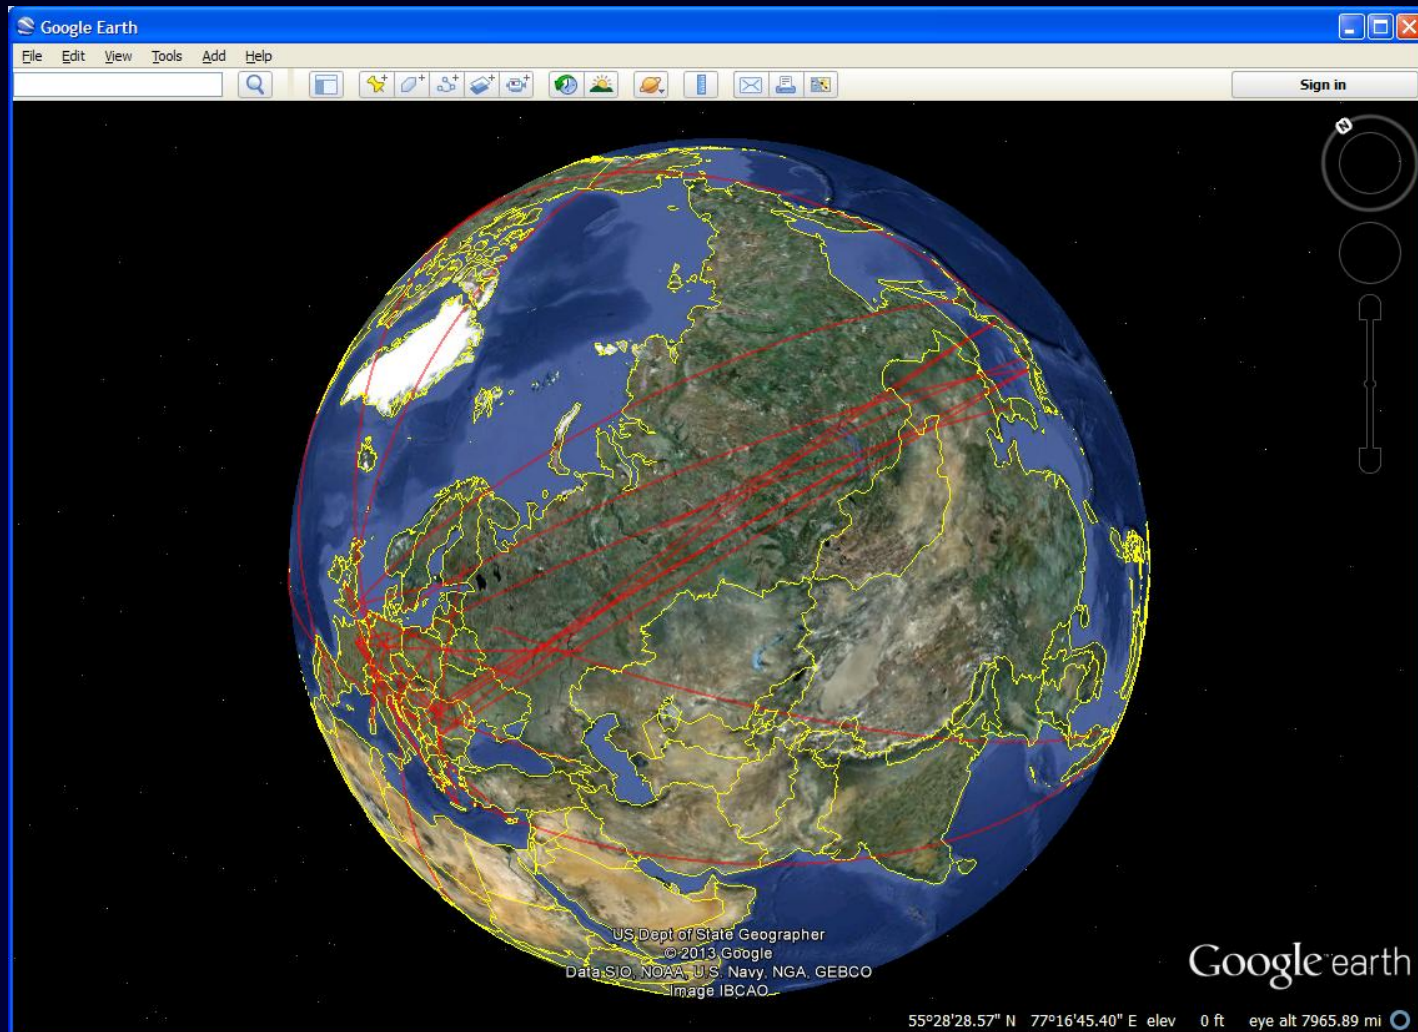 Google Earth
File Edit View Tools Add Help
Sign in
N
US Dept of State Geographer
© 2013 Google
Data SIO, NOAA, U.S. Navy, NGA, GEBCO
Image IBCAO
Google earth
55°28'28.57" N 77°16'45.40" E elev 0 ft eye alt 7965.89 mi